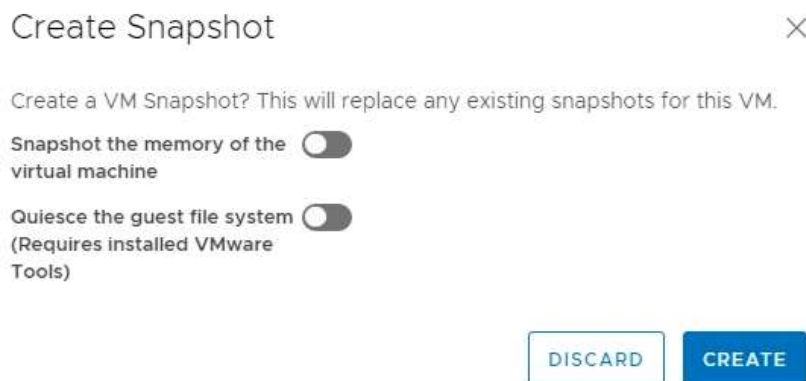 Create Snapshot
Create a VM Snapshot? This will replace any existing snapshots for this VM.
Snapshot the memory of the
virtual machine
Quiesce the guest file system
(Requires installed VMware
Tools)
DISCARD
CREATE